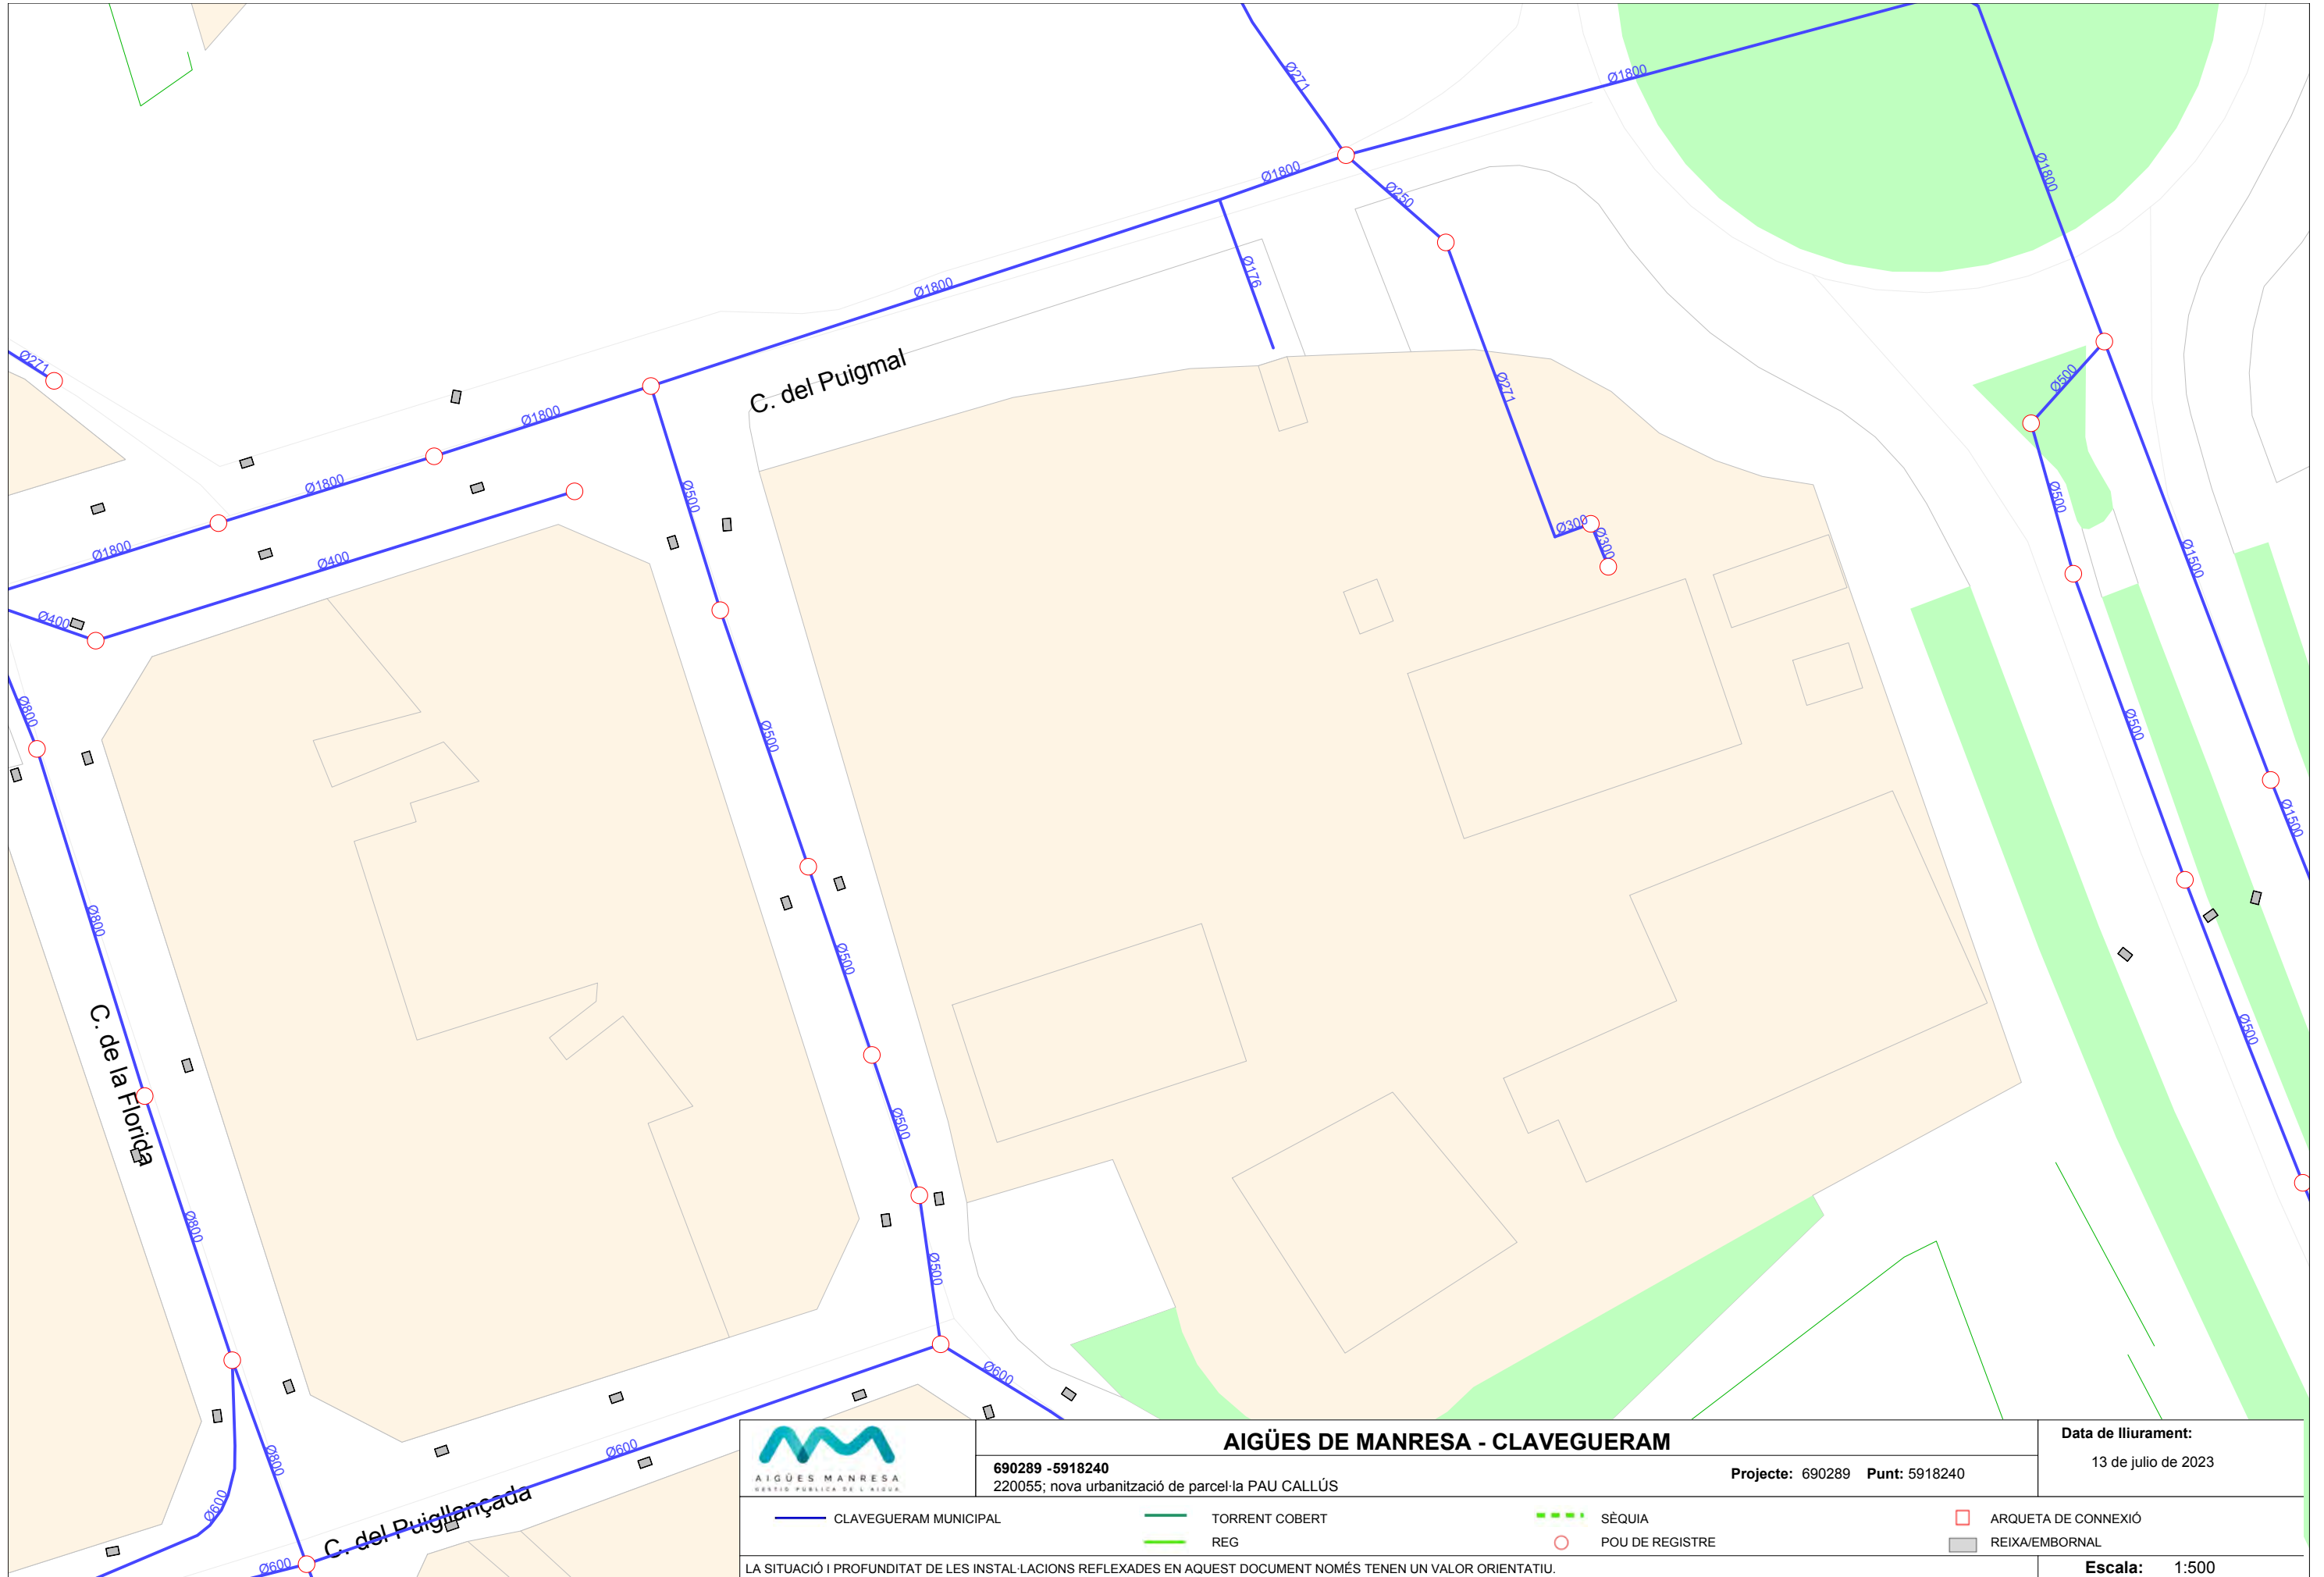 Ø271
Ø1800
Ø1800
Ø1800
Ø250
Ø1800
Ø176
Ø271
C. del Puigmal
Ø271
Ø500
Ø1800
Ø1800
Ø500
Ø500
Ø300
Ø300
Ø1800
Ø400
Ø1500
Ø400
Ø800
Ø500
Ø500
Ø1500
Ø800
Ø500
C. de la Florida
Ø500
Ø500
Ø800
Ø500
Ø600
Ø800
Ø600
Ø600
C. del Puigllançada
Ø600
AIGÜES MANRESA
GESTIÓ PÚBLICA DE L'AIGUA
AIGÜES DE MANRESA - CLAVEGUERAM
690289 -5918240
220055; nova urbanització de parcel·la PAU CALLÚS
Projecte: 690289 Punt: 5918240
Data de lliurament:
13 de julio de 2023
CLAVEGUERAM MUNICIPAL
TORRENT COBERT
SÈQUIA
ARQUETA DE CONNEXIÓ
REG
POU DE REGISTRE
REIXA/EMBORNAL
LA SITUACIÓ I PROFUNDITAT DE LES INSTAL·LACIONS REFLEXADES EN AQUEST DOCUMENT NOMÉS TENEN UN VALOR ORIENTATIU.
Escala: 1:500